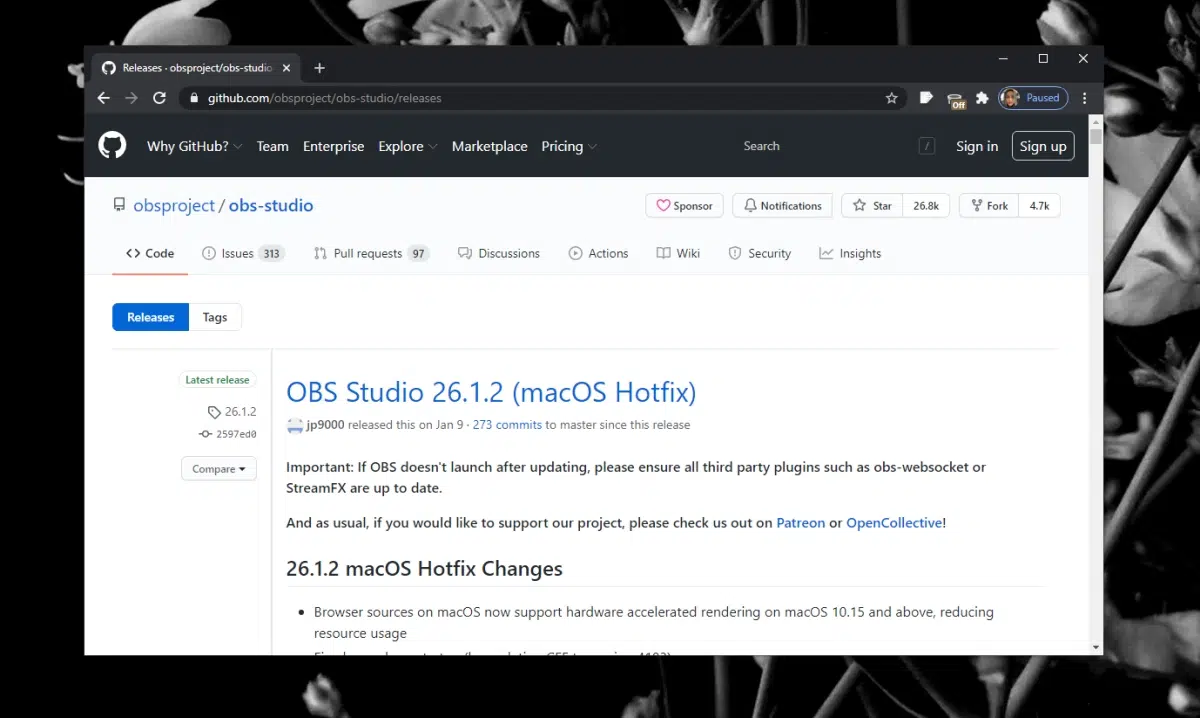 Releases · obsproject/obs-studio
github.com/obsproject/obs-studio/releases
Off
Paused
Why GitHub? Team Enterprise Explore Marketplace Pricing Search / Sign in Sign up
obsproject / obs-studio
Sponsor Notifications Star 26.8k Fork 4.7k
Code Issues 313 Pull requests 97 Discussions Actions Wiki Security Insights
Releases Tags
Latest release
26.1.2
2597ed0
Compare
OBS Studio 26.1.2 (macOS Hotfix)
jp9000 released this on Jan 9 · 273 commits to master since this release
Important: If OBS doesn't launch after updating, please ensure all third party plugins such as obs-websocket or
StreamFX are up to date.
And as usual, if you would like to support our project, please check us out on Patreon or OpenCollective!
26.1.2 macOS Hotfix Changes
• Browser sources on macOS now support hardware accelerated rendering on macOS 10.15 and above, reducing
resource usage